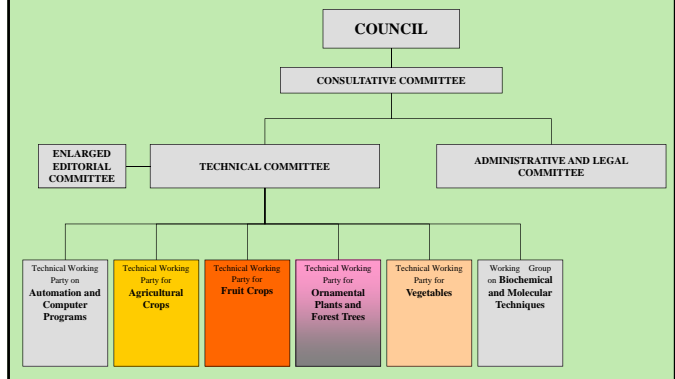 COUNCIL
CONSULTATIVE COMMITTEE
ENLARGED
EDITORIAL
COMMITTEE
TECHNICAL COMMITTEE
ADMINISTRATIVE AND LEGAL
COMMITTEE
Technical Working
Party on
Automation and
Computer
Programs
Technical Working
Party for
Agricultural
Crops
Technical Working
Party for
Fruit Crops
Technical Working
Party for
Ornamental
Plants and
Forest Trees
Technical Working
Party for
Vegetables
Working Group
on Biochemical
and Molecular
Techniques